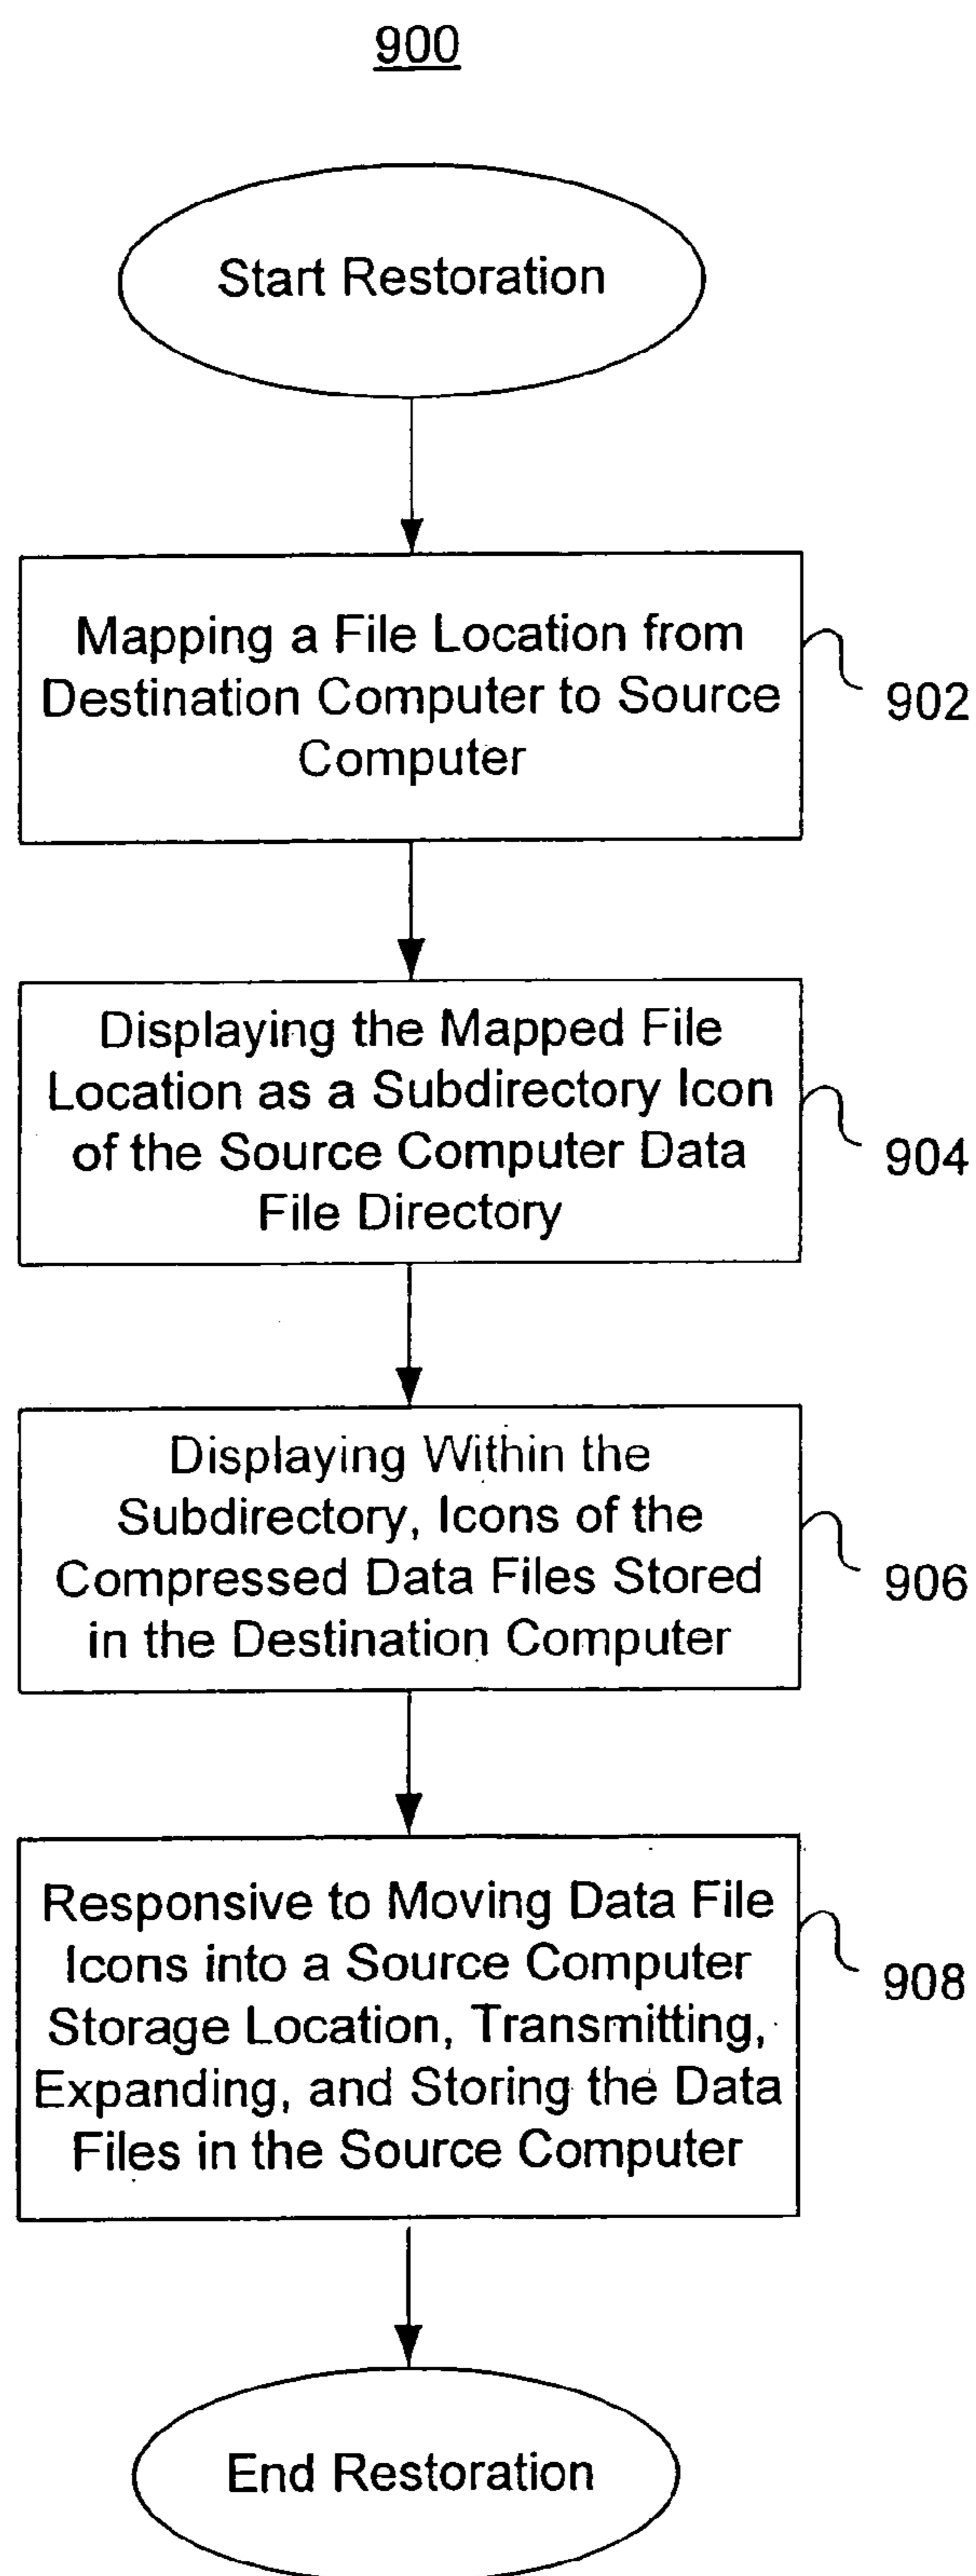 900
Start Restoration
Mapping a File Location from
Destination Computer to Source
Computer
902
Displaying the Mapped File
Location as a Subdirectory Icon
of the Source Computer Data
File Directory
904
Displaying Within the
Subdirectory, Icons of the
Compressed Data Files Stored
in the Destination Computer
906
Responsive to Moving Data File
Icons into a Source Computer
Storage Location, Transmitting,
Expanding, and Storing the Data
Files in the Source Computer
908
End Restoration